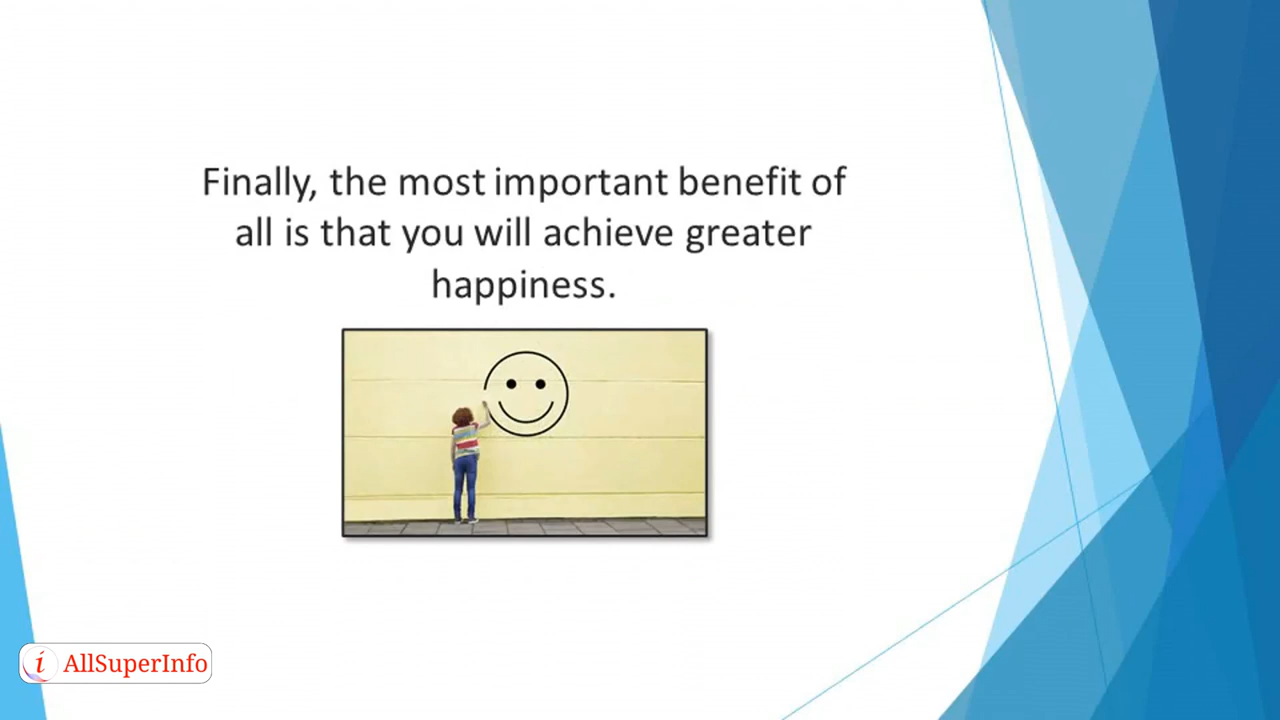 Finally, the most important benefit of
all is that you will achieve greater
happiness.
i AllSuperInfo